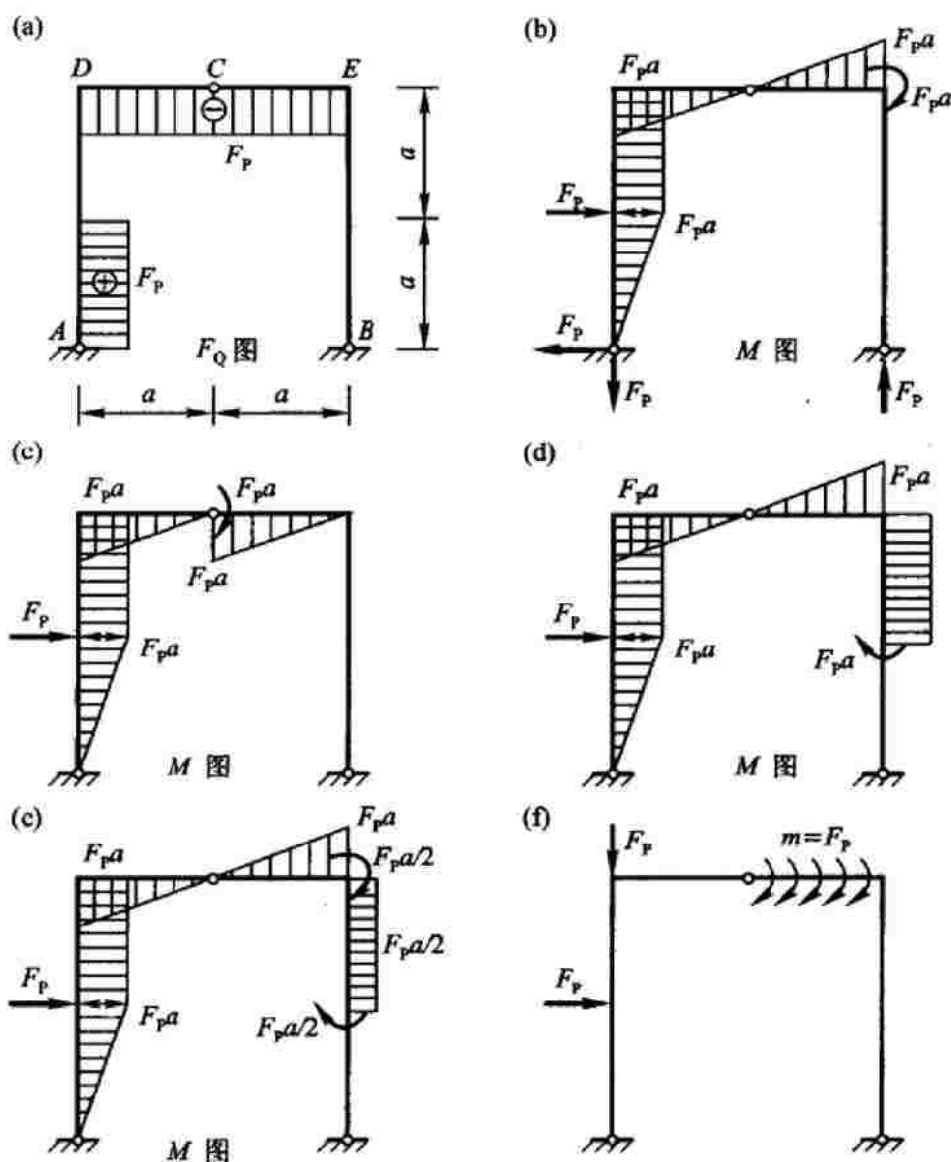 (a)
D C E
F_P
a
F_P
a
A B
F_Q 图
a a
(b)
F_Pa
F_Pa
F_Pa
F_P
F_Pa
F_P
M 图
F_P F_P
(c)
F_Pa F_Pa
F_Pa
F_P
F_Pa
M 图
(d)
F_Pa F_Pa
F_P
F_Pa F_Pa
M 图
(e)
F_Pa
F_Pa
F_Pa/2
F_Pa/2
F_P
F_Pa
F_Pa/2
M 图
(f)
F_P m=F_P
F_P